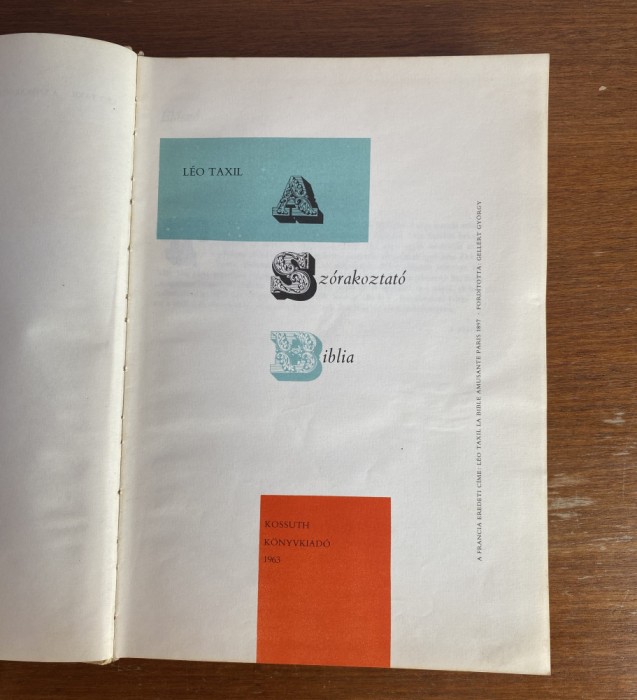 LÉO TAXIL
A
Szórakoztató
Biblia
KOSSUTH
KÖNYVKIADÓ
1963
A FRANCIA EREDETI CÍME: LÉO TAXIL LA BIBLE AMUSANTE PARIS 1897 · FORDÍTOTTA: GELLÉRT GYÖRGY